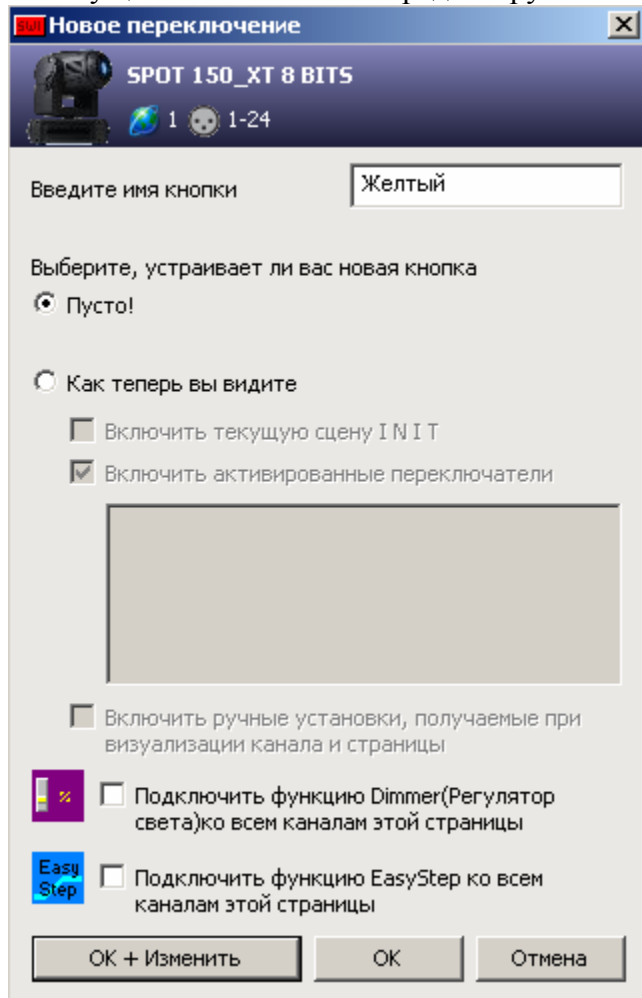 SWI Новое переключение
SPOT 150_XT 8 BITS
1 1-24
Введите имя кнопки Желтый
Выберите, устраивает ли вас новая кнопка
Пусто!
Как теперь вы видите
Включить текущую сцену I N I T
Включить активированные переключатели
Включить ручные установки, получаемые при
визуализации канала и страницы
% Подключить функцию Dimmer(Регулятор
света)ко всем каналам этой страницы
Easy
Step
Подключить функцию EasyStep ко всем
каналам этой страницы
ОК + Изменить ОК Отмена